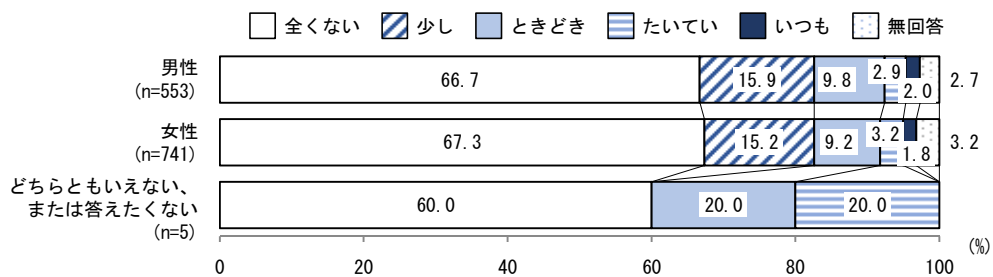 全くない 少し ときどき たいてい いつも 無回答
男性
(n=553)
66.7 15.9 9.8 2.9 2.0 2.7
女性
(n=741)
67.3 15.2 9.2 3.2 1.8 3.2
どちらともいえない、
または答えたくない
(n=5)
60.0 20.0 20.0
(%)
0 20 40 60 80 100